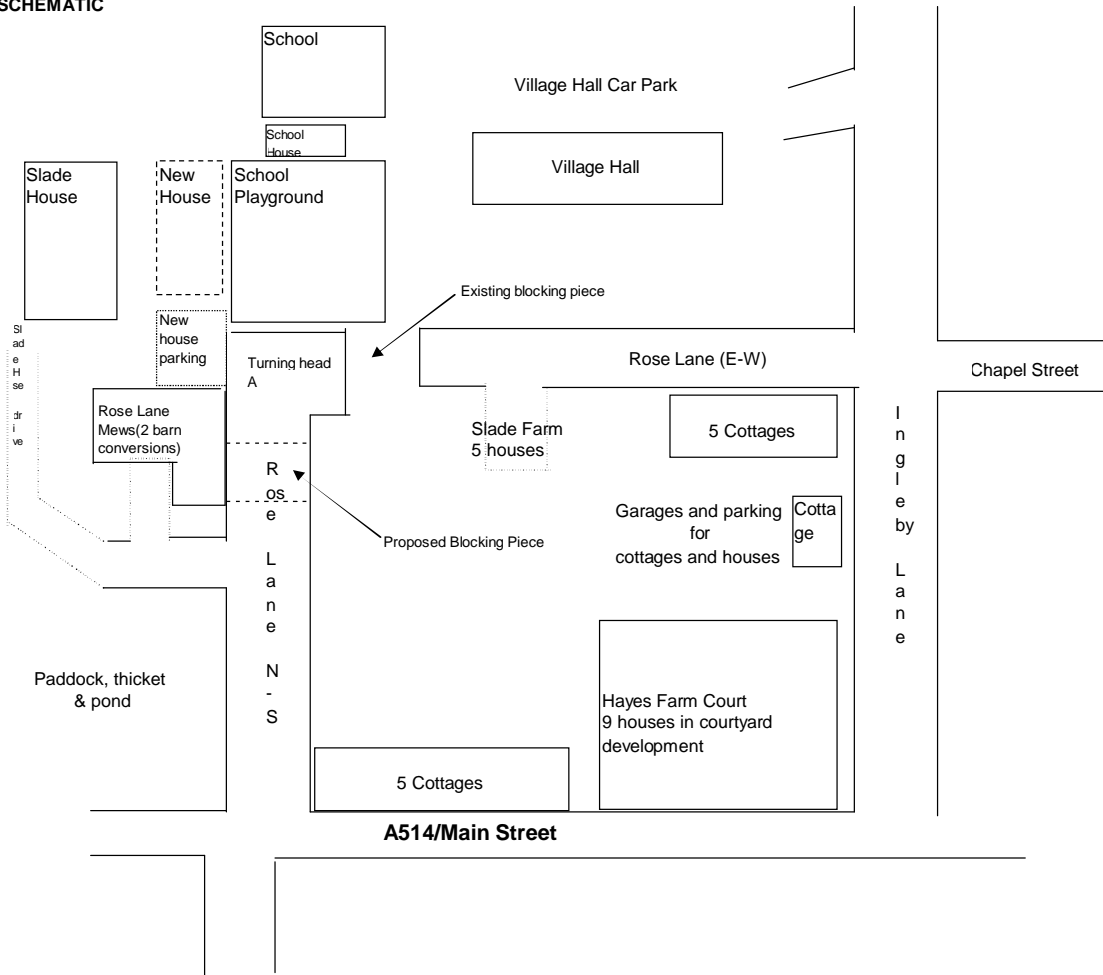 SCHEMATIC
School
Village Hall Car Park
School
House
Village Hall
Slade
House
New
House
School
Playground
Existing blocking piece
New
house
parking
Turning head
A
Rose Lane (E-W)
Chapel Street
Sl
ad
e
H
se
dr
i
ve
Rose Lane
Mews(2 barn
conversions)
Slade Farm
5 houses
5 Cottages
I
n
g
l
e
by
L
a
n
e
R
os
e
L
a
n
e
N
-
S
Proposed Blocking Piece
Garages and parking
for
cottages and houses
Cotta
ge
Paddock, thicket
& pond
Hayes Farm Court
9 houses in courtyard
development
5 Cottages
A514/Main Street